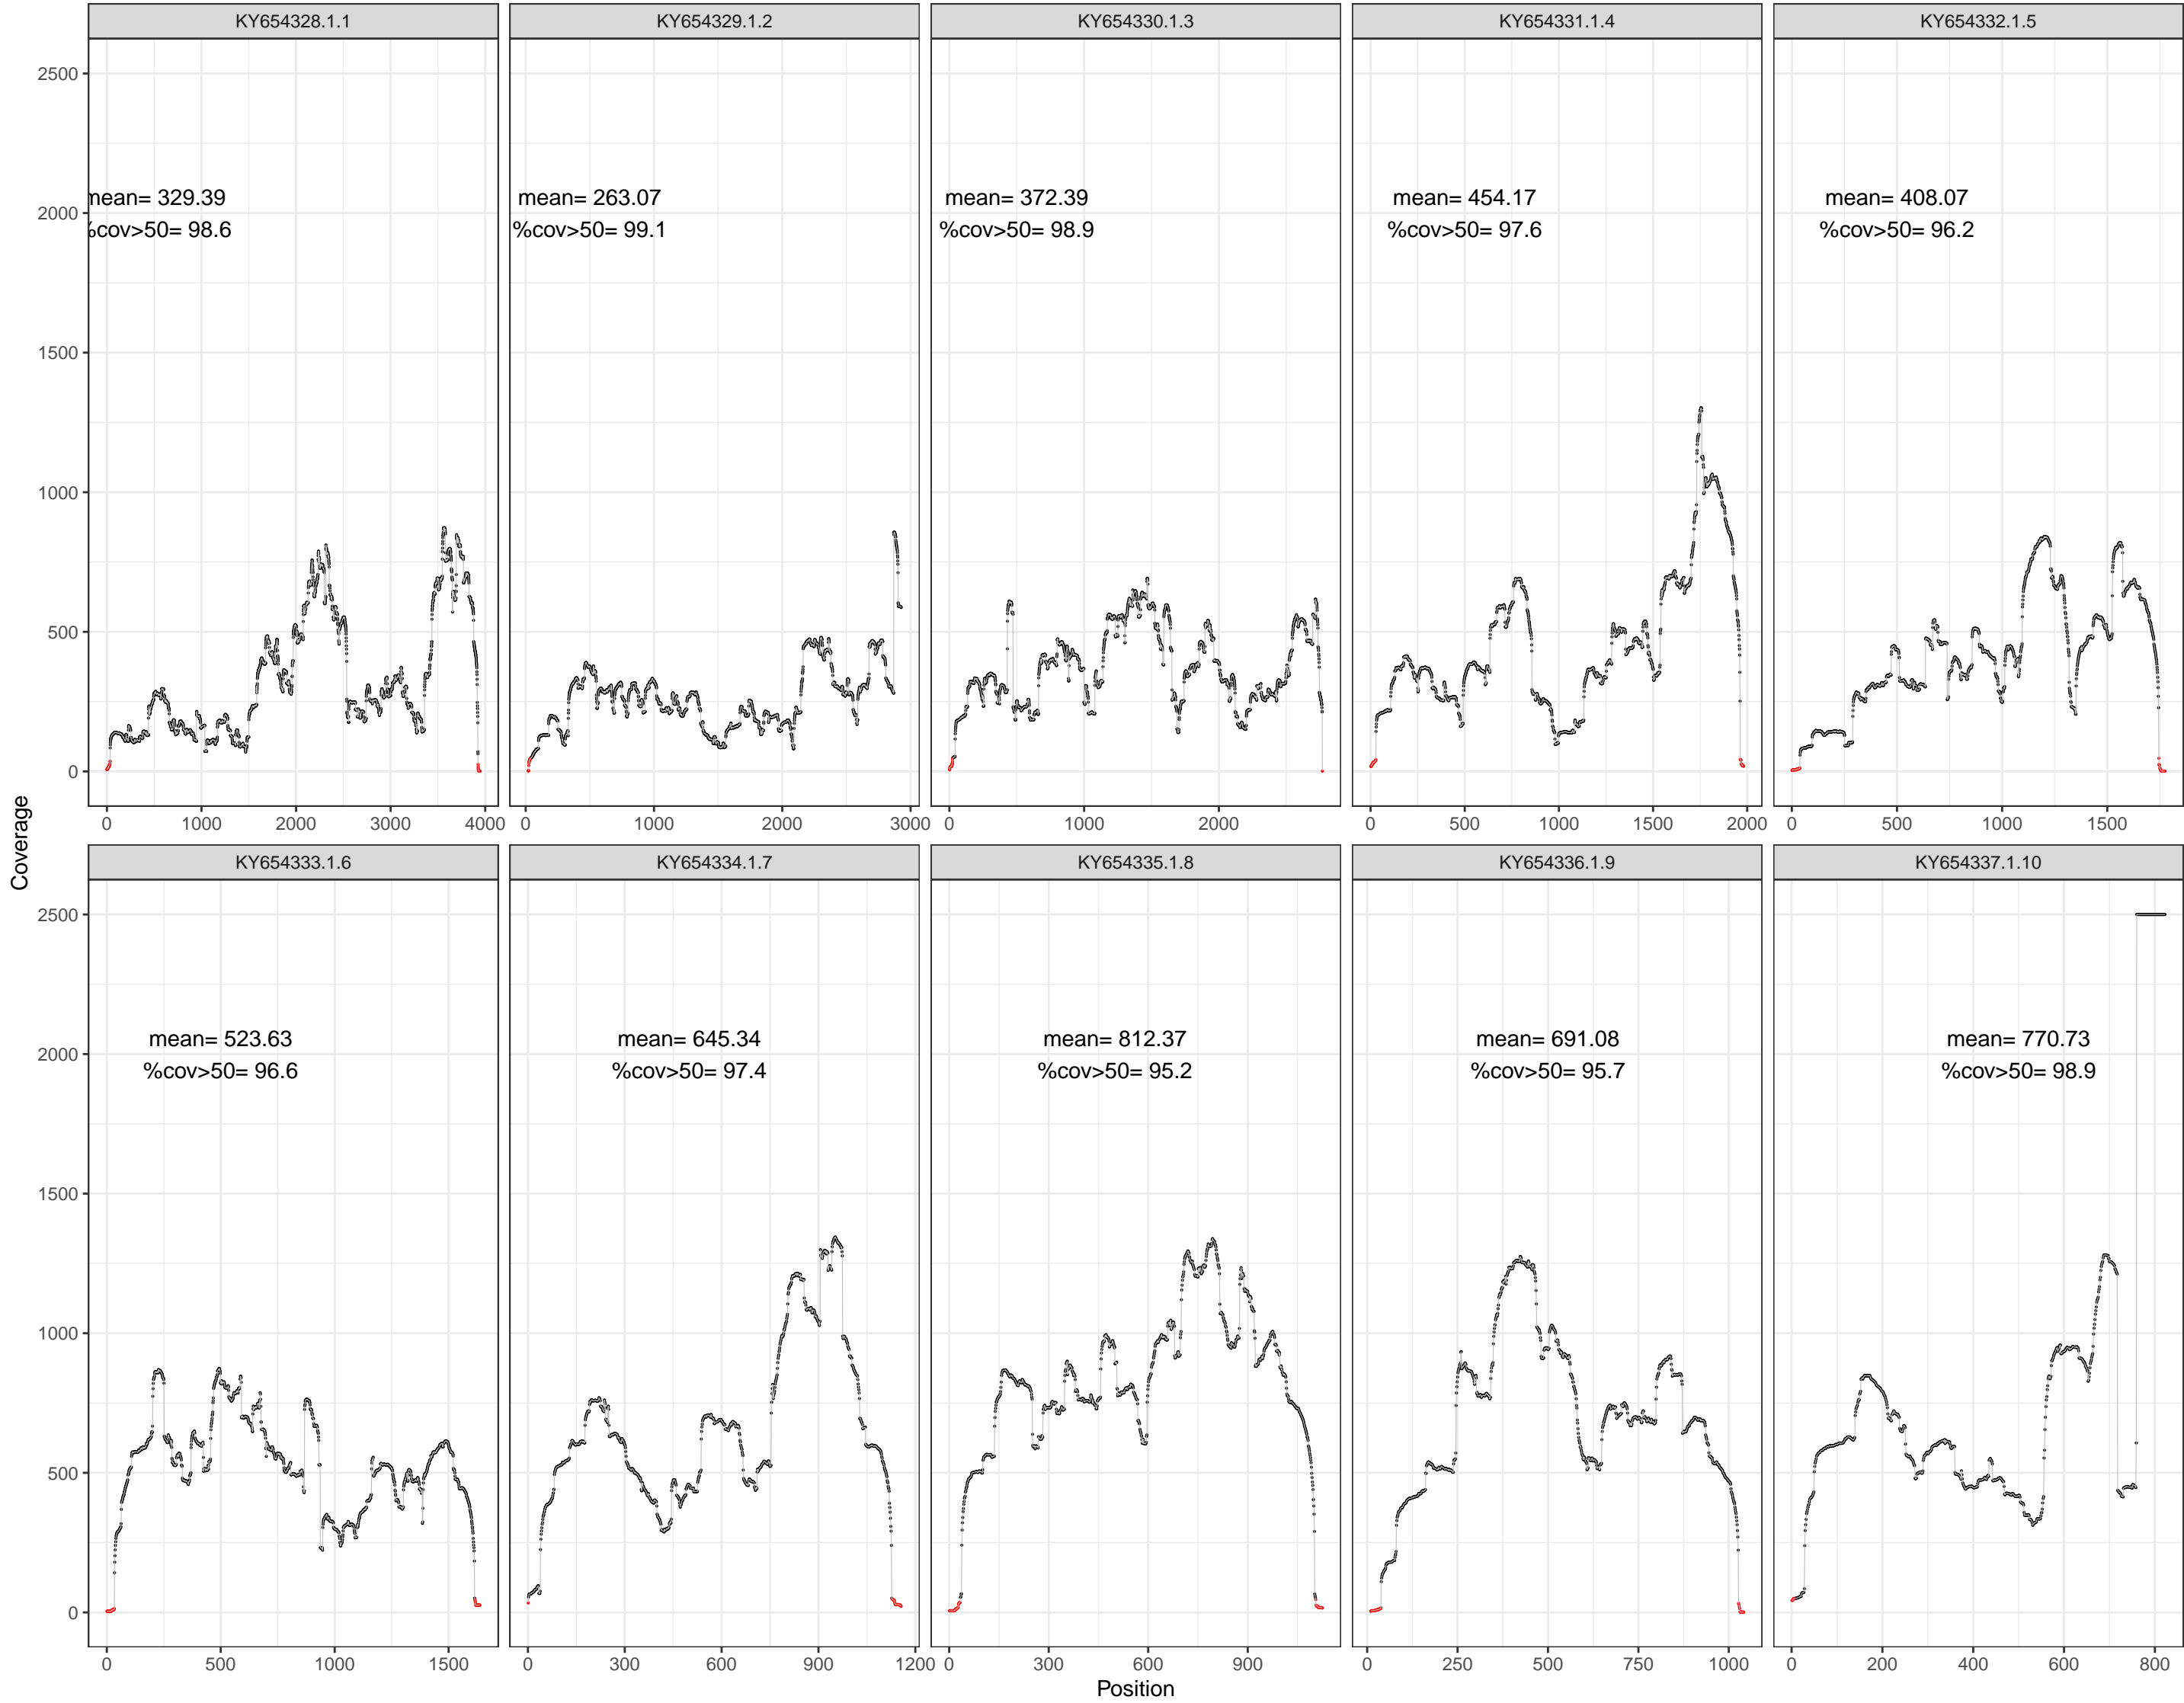 KY654328.1.1 KY654329.1.2 KY654330.1.3 KY654331.1.4 KY654332.1.5
2500
2000
1500
1000
500
0
mean= 329.39 mean= 263.07 mean= 372.39 mean= 454.17 mean= 408.07
%cov>50= 98.6 %cov>50= 99.1 %cov>50= 98.9 %cov>50= 97.6 %cov>50= 96.2
0 1000 2000 3000 4000 0 1000 2000 3000 0 1000 2000 0 500 1000 1500 2000 0 500 1000 1500
Coverage
KY654333.1.6 KY654334.1.7 KY654335.1.8 KY654336.1.9 KY654337.1.10
2500
2000
1500
1000
500
0
mean= 523.63 mean= 645.34 mean= 812.37 mean= 691.08 mean= 770.73
%cov>50= 96.6 %cov>50= 97.4 %cov>50= 95.2 %cov>50= 95.7 %cov>50= 98.9
0 500 1000 1500 0 300 600 900 1200 0 300 600 900 0 250 500 750 1000 0 200 400 600 800
Position